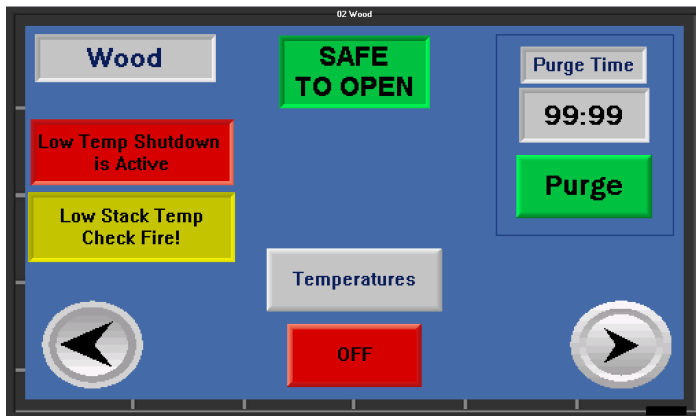 02 Wood
Wood
SAFE
TO OPEN
Purge Time
99:99
Low Temp Shutdown
is Active
Purge
Low Stack Temp
Check Fire!
Temperatures
OFF